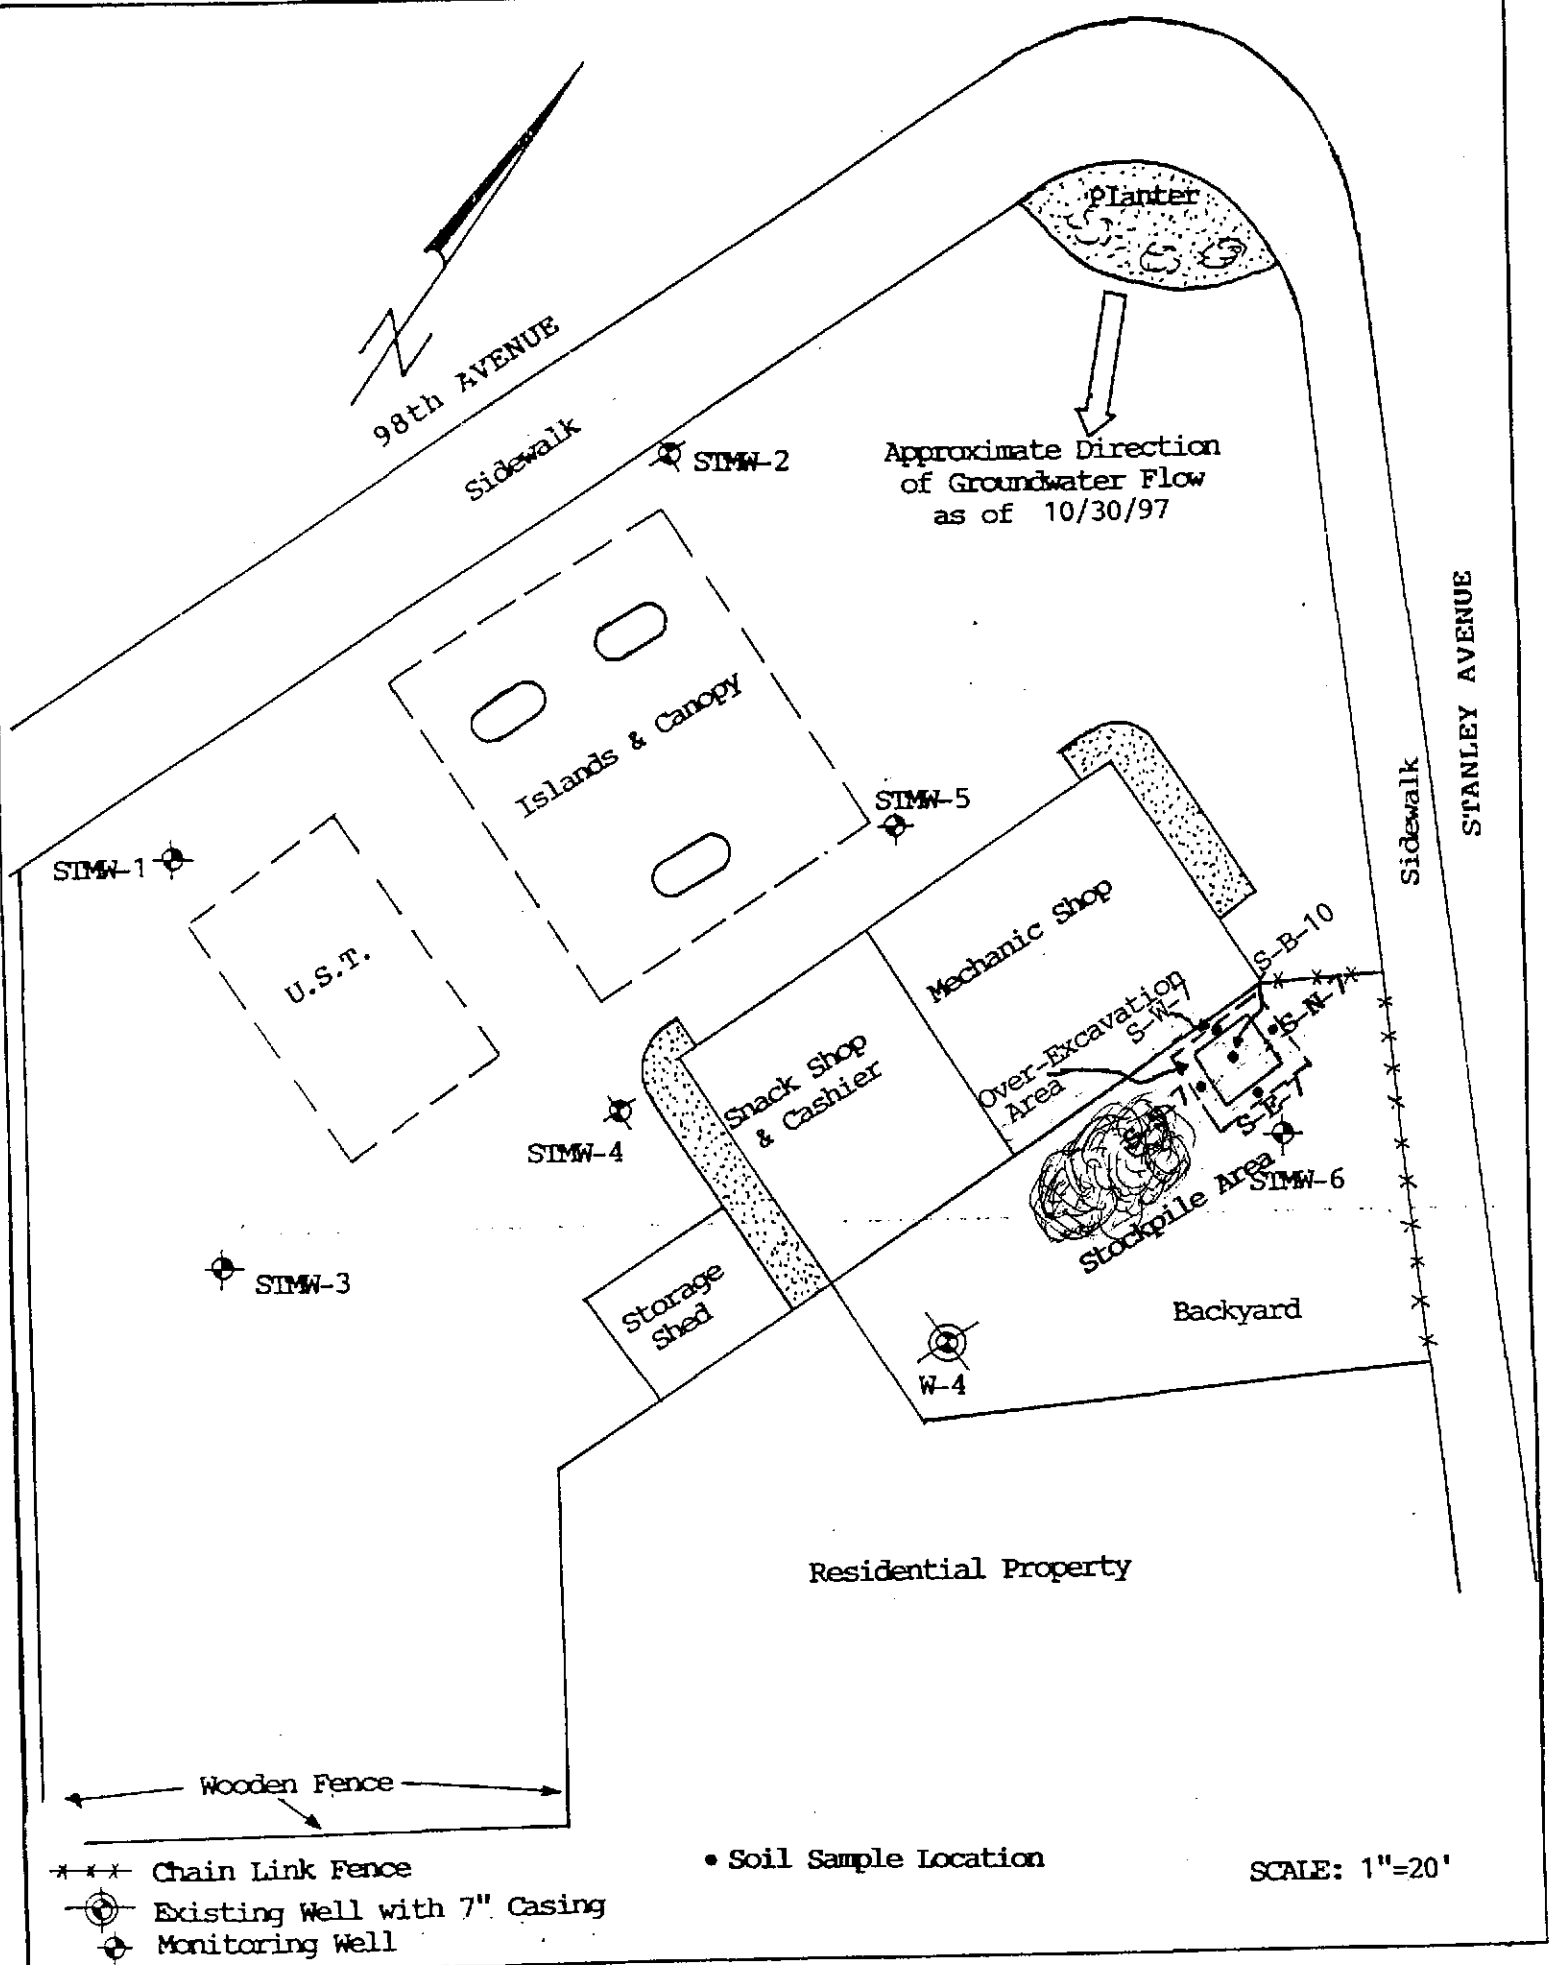 Planter
98th AVENUE
Sidewalk
STMW-2
Approximate Direction
of Groundwater Flow
as of 10/30/97
STANLEY AVENUE
Sidewalk
Islands & Canopy
STMW-5
STMW-1
U.S.T.
Mechanic Shop
S-B-10
S-N-7
Over-Excavation
Area
S-W-7
Snack Shop
& Cashier
S-E-7
STMW-4
STMW-6
Stockpile Area
STMW-3
Storage
Shed
Backyard
W-4
Residential Property
Wooden Fence
Chain Link Fence
Soil Sample Location
SCALE: 1"=20'
Existing Well with 7" Casing
Monitoring Well